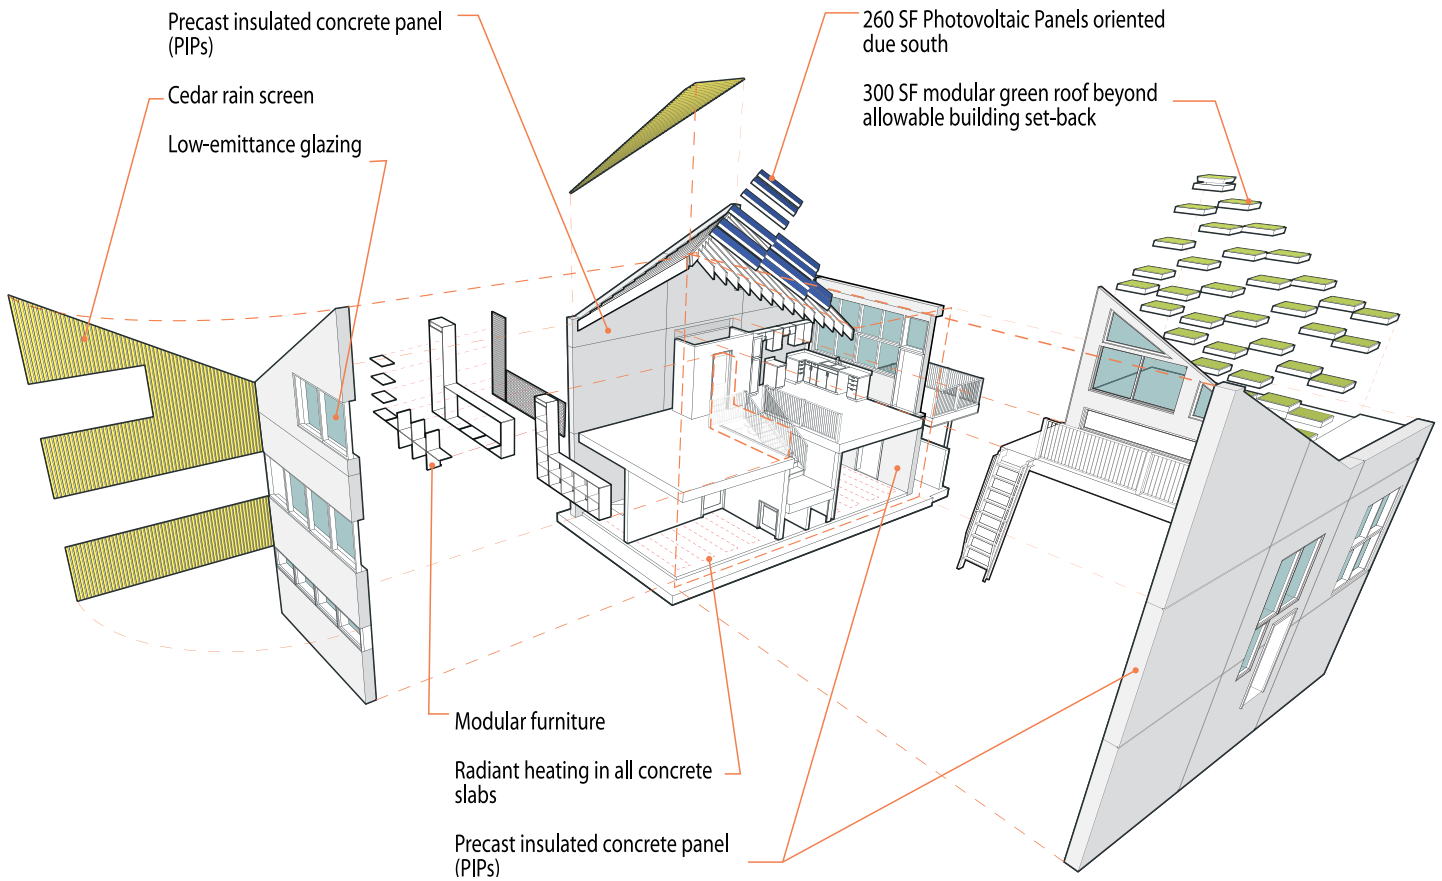 Precast insulated concrete panel
(PIPs)
Cedar rain screen
Low-emittance glazing
260 SF Photovoltaic Panels oriented
due south
300 SF modular green roof beyond
allowable building set-back
Modular furniture
Radiant heating in all concrete
slabs
Precast insulated concrete panel
(PIPs)